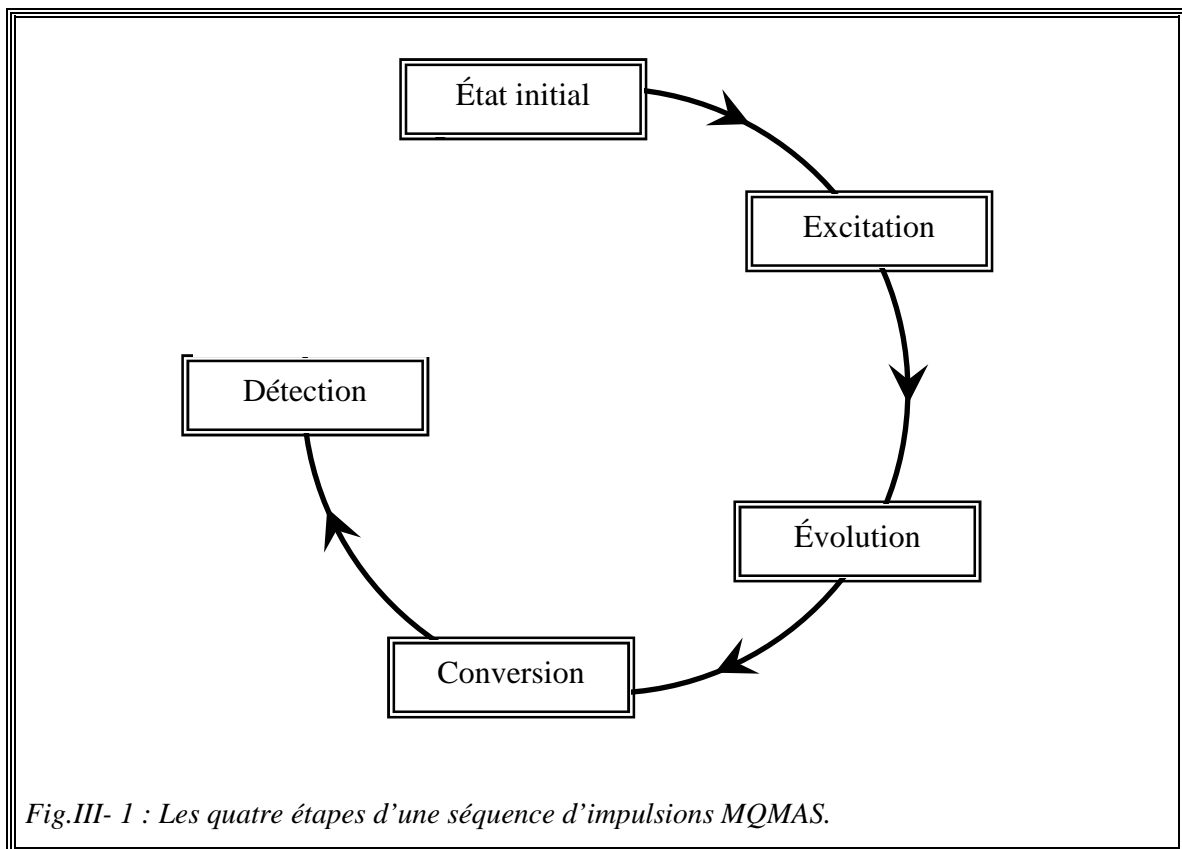 État initial
Excitation
Évolution
Conversion
Détection
Fig.III- 1 : Les quatre étapes d'une séquence d'impulsions MQMAS.